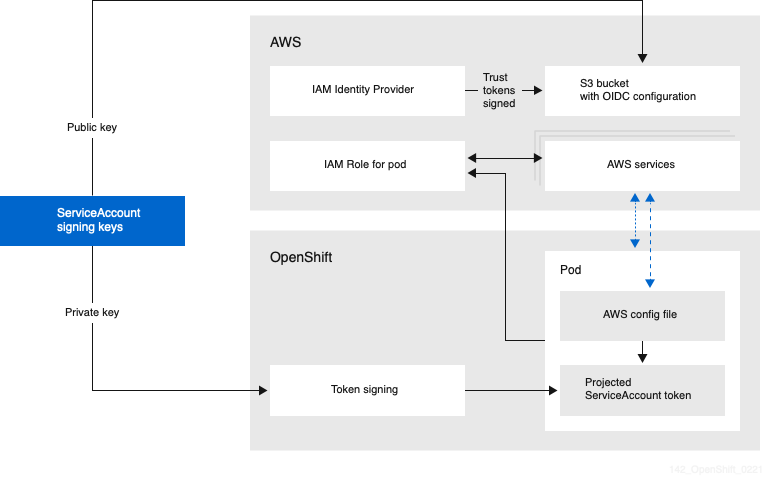 AWS
IAM Identity Provider
Trust
tokens
signed
S3 bucket
with OIDC configuration
Public key
IAM Role for pod
AWS services
ServiceAccount
signing keys
OpenShift
Pod
Private key
AWS config file
Token signing
Projected
ServiceAccount token
142_OpenShift_0221